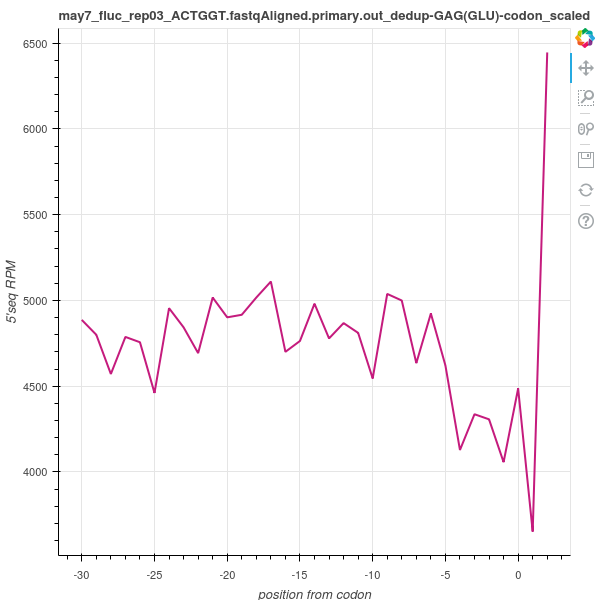 may7_fluc_rep03_ACTGGT.fastqAligned.primary.out_dedup-GAG(GLU)-codon_scaled
6500
6000
5500
5000
4500
4000
5'seq RPM
-30 -25 -20 -15 -10 -5 0
position from codon